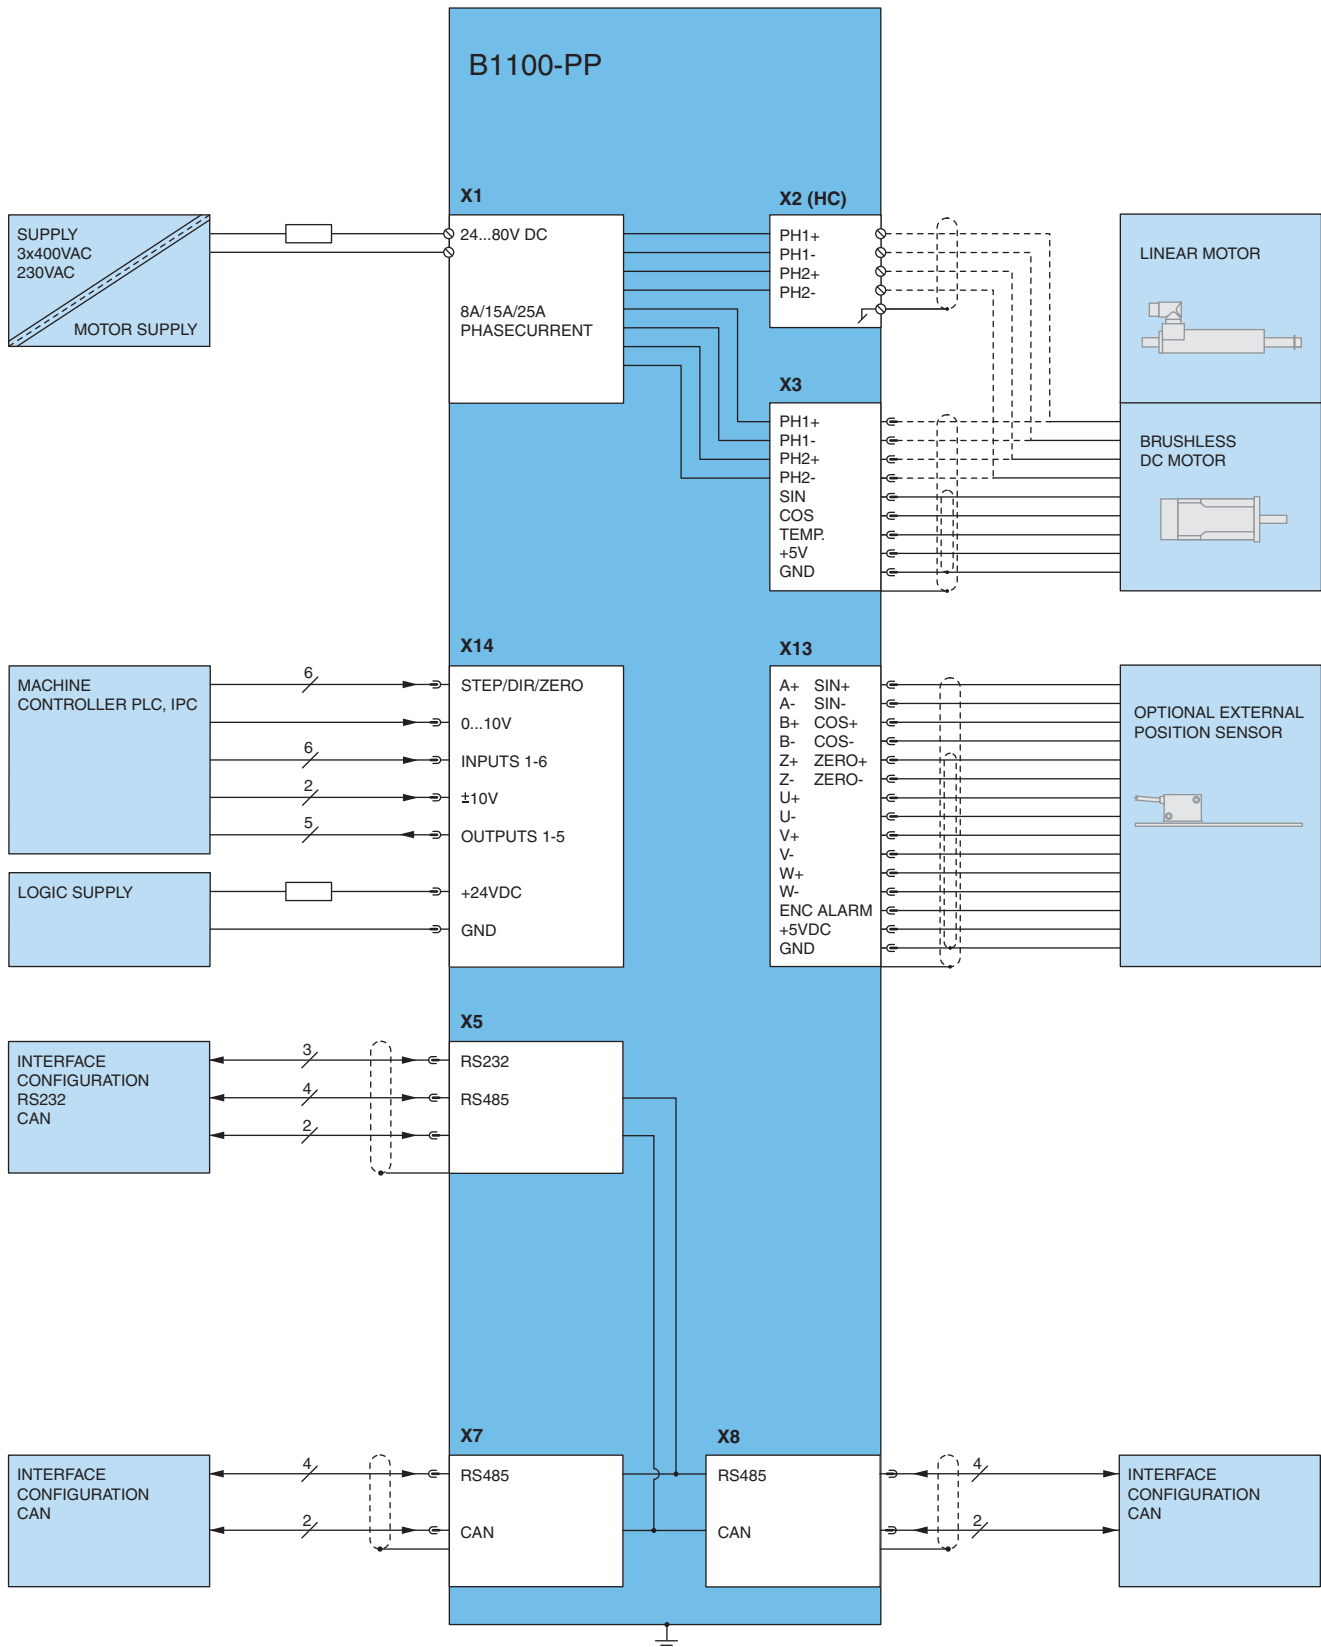 B1100-PP
X1
X2 (HC)
SUPPLY
3x400VAC
230VAC
MOTOR SUPPLY
24...80V DC
8A/15A/25A
PHASECURRENT
PH1+
PH1-
PH2+
PH2-
LINEAR MOTOR
X3
PH1+
PH1-
PH2+
PH2-
SIN
COS
TEMP.
+5V
GND
BRUSHLESS
DC MOTOR
X14
MACHINE
CONTROLLER PLC, IPC
6
6
2
5
STEP/DIR/ZERO
0...10V
INPUTS 1-6
±10V
OUTPUTS 1-5
LOGIC SUPPLY
+24VDC
GND
X13
A+ SIN+
A- SIN-
B+ COS+
B- COS-
Z+ ZERO+
Z- ZERO-
U+
U-
V+
V-
W+
W-
ENC ALARM
+5VDC
GND
OPTIONAL EXTERNAL
POSITION SENSOR
X5
INTERFACE
CONFIGURATION
RS232
CAN
3
4
2
RS232
RS485
X7
INTERFACE
CONFIGURATION
CAN
4
2
RS485
CAN
X8
RS485
CAN
4
2
INTERFACE
CONFIGURATION
CAN